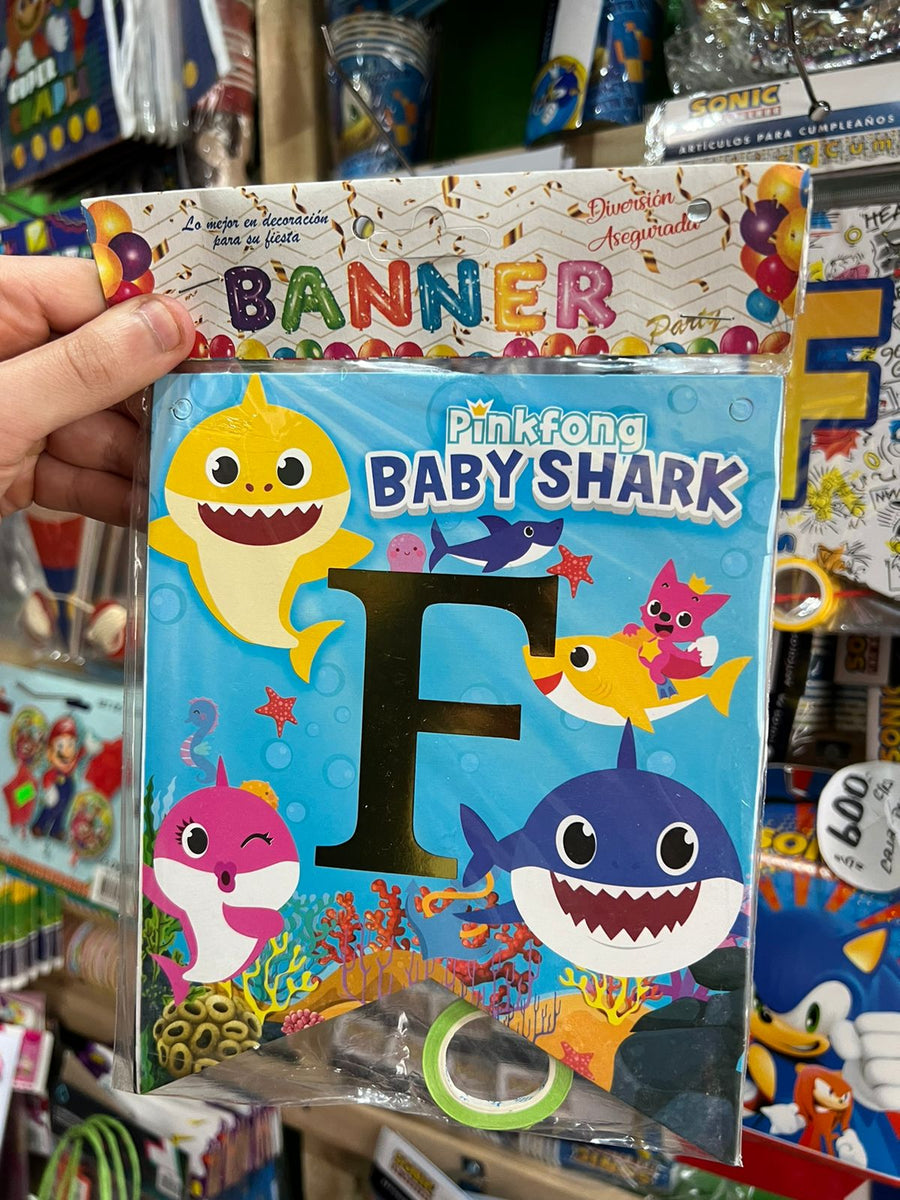 SUPER
SONIC
ARTÍCULOS PARA CUMPLEAÑOS
Lo mejor en decoración
para su fiesta
Diversión
Asegurada
BANNER
Party
Pinkfong
BABY SHARK
F
F
$600
c/u